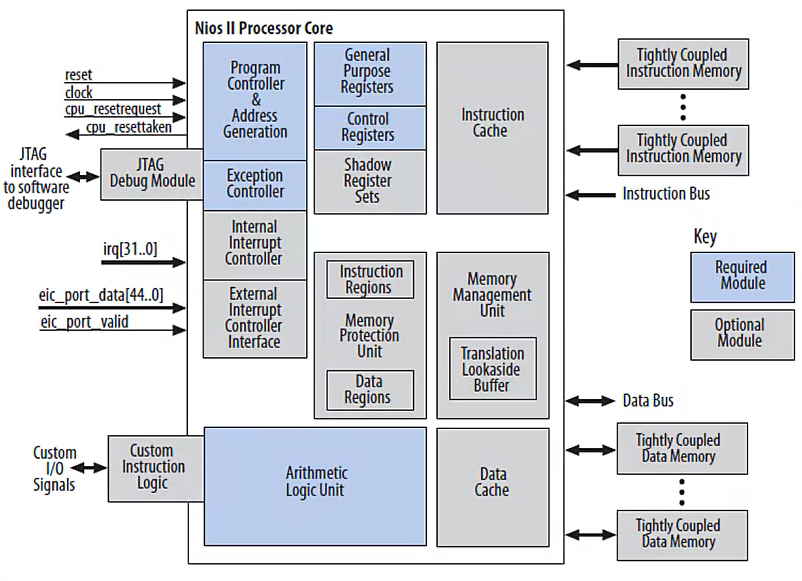 Nios II Processor Core
reset
clock
cpu_resetrequest
cpu_resettaken
JTAG
interface
to software
debugger
JTAG
Debug Module
irq[31..0]
eic_port_data[44..0]
eic_port_valid
Custom
I/O
Signals
Custom
Instruction
Logic
Program
Controller
&
Address
Generation
Exception
Controller
Internal
Interrupt
Controller
External
Interrupt
Controller
Interface
General
Purpose
Registers
Control
Registers
Shadow
Register
Sets
Instruction
Cache
Instruction
Regions
Memory
Protection
Unit
Data
Regions
Memory
Management
Unit
Translation
Lookaside
Buffer
Arithmetic
Logic Unit
Data
Cache
Tightly Coupled
Instruction Memory
Tightly Coupled
Instruction Memory
Instruction Bus
Key
Required
Module
Optional
Module
Data Bus
Tightly Coupled
Data Memory
Tightly Coupled
Data Memory